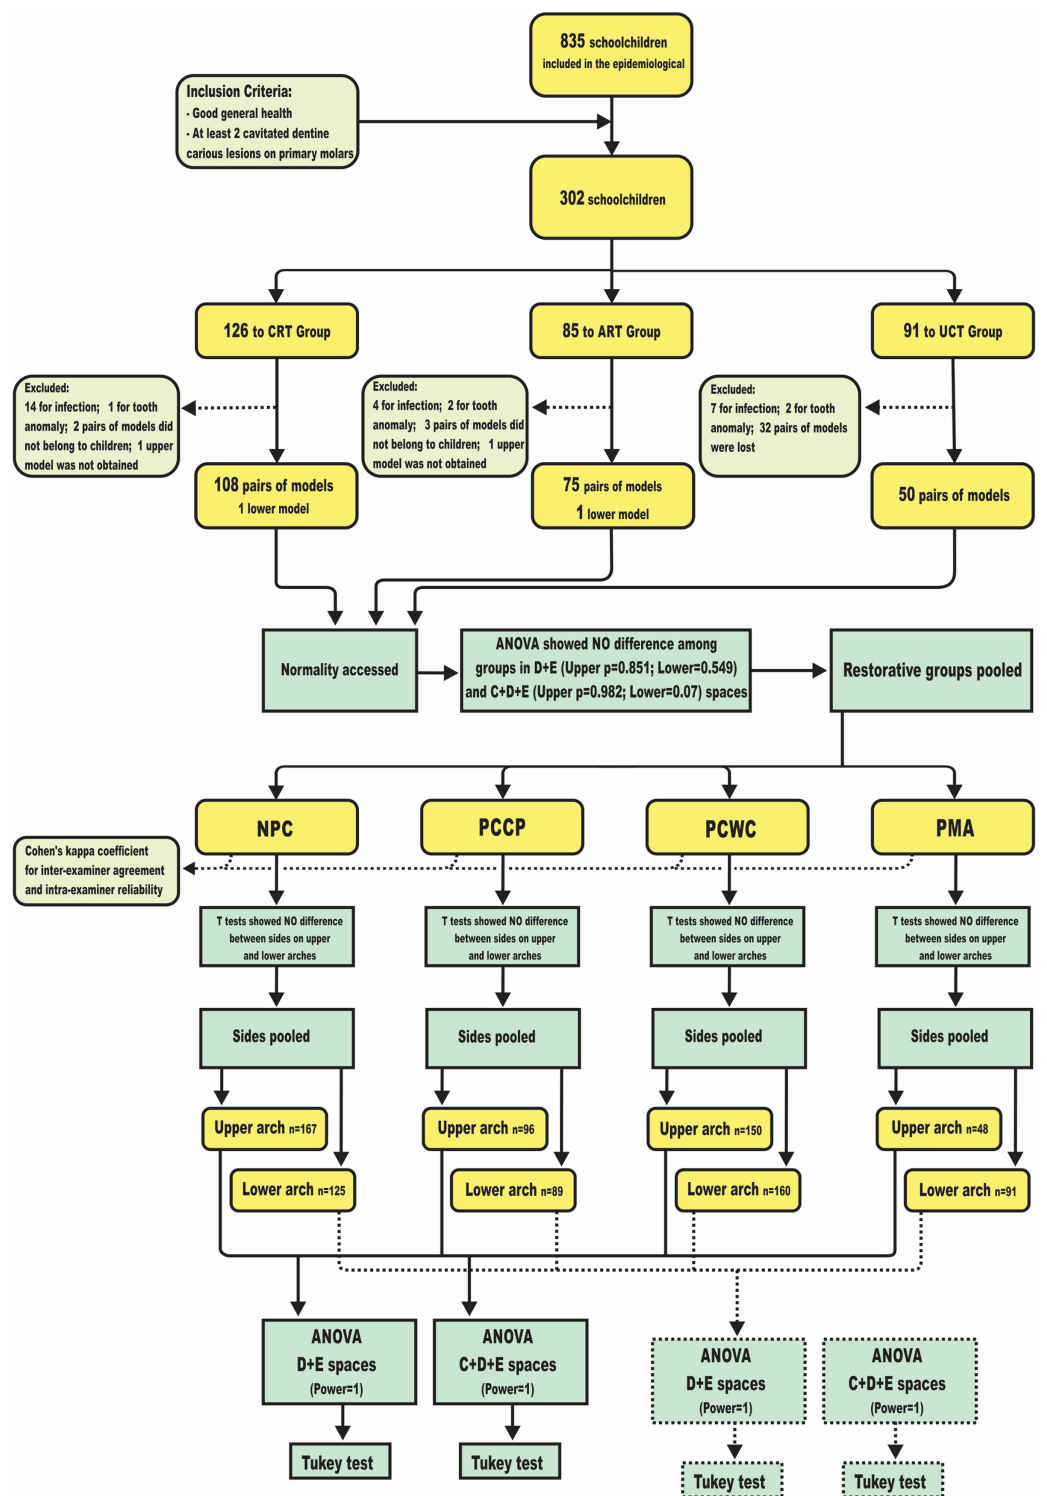 835 schoolchildren
included in the epidemiological
Inclusion Criteria:
- Good general health
- At least 2 cavitated dentine
carious lesions on primary molars
302 schoolchildren
126 to CRT Group
85 to ART Group
91 to UCT Group
Excluded:
14 for infection; 1 for tooth
anomaly; 2 pairs of models did
not belong to children; 1 upper
model was not obtained
Excluded:
4 for infection; 2 for tooth
anomaly; 3 pairs of models did
not belong to children; 1 upper
model was not obtained
Excluded:
7 for infection; 2 for tooth
anomaly; 32 pairs of models
were lost
108 pairs of models
1 lower model
75 pairs of models
1 lower model
50 pairs of models
Normality accessed
ANOVA showed NO difference among
groups in D+E (Upper p=0.851; Lower=0.549)
and C+D+E (Upper p=0.982; Lower=0.07) spaces
Restorative groups pooled
NPC
PCCP
PCWC
PMA
Cohen's kappa coefficient
for inter-examiner agreement
and intra-examiner reliability
T tests showed NO difference
between sides on upper
and lower arches
T tests showed NO difference
between sides on upper
and lower arches
T tests showed NO difference
between sides on upper
and lower arches
T tests showed NO difference
between sides on upper
and lower arches
Sides pooled
Sides pooled
Sides pooled
Sides pooled
Upper arch n=167
Upper arch n=96
Upper arch n=150
Upper arch n=48
Lower arch n=125
Lower arch n=89
Lower arch n=160
Lower arch n=91
ANOVA
D+E spaces
(Power=1)
ANOVA
C+D+E spaces
(Power=1)
ANOVA
D+E spaces
(Power=1)
ANOVA
C+D+E spaces
(Power=1)
Tukey test
Tukey test
Tukey test
Tukey test